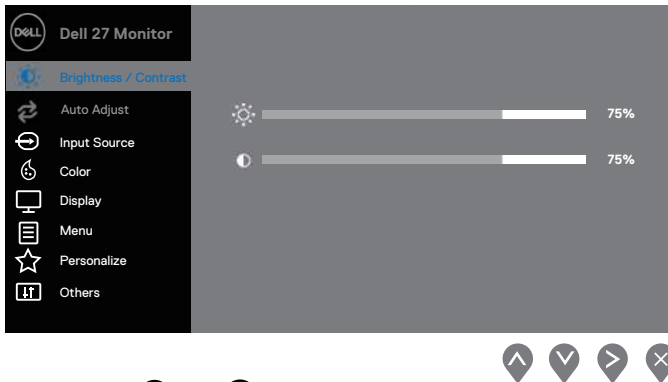 DELL
Dell 27 Monitor
Brightness / Contrast
Auto Adjust
Input Source
Color
Display
Menu
Personalize
Others
75%
75%